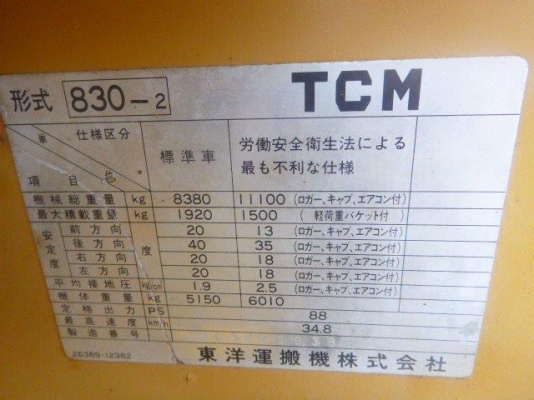 形式 830-2 TCM
車 仕様区分 標準車 労働安全衛生法による
最も不利な仕様
項目
機械総重量 kg 8380 11100 (ロガー、キャブ、エアコン付)
最大積載重量 kg 1920 1500 (軽荷重バケット付)
安定度 前方向 度 20 13 (ロガー、キャブ、エアコン付)
後方向 40 35 (ロガー、キャブ、エアコン付)
右方向 20 18 (ロガー、キャブ、エアコン付)
左方向 20 18 (ロガー、キャブ、エアコン付)
平均接地圧 kg/cm 1.9 2.5 (ロガー、キャブ、エアコン付)
機体重量 kg 5150 6010
定格出力 PS 88
最高速度 km/h 34.8
製造番号
26389-12382 東洋運搬機株式会社